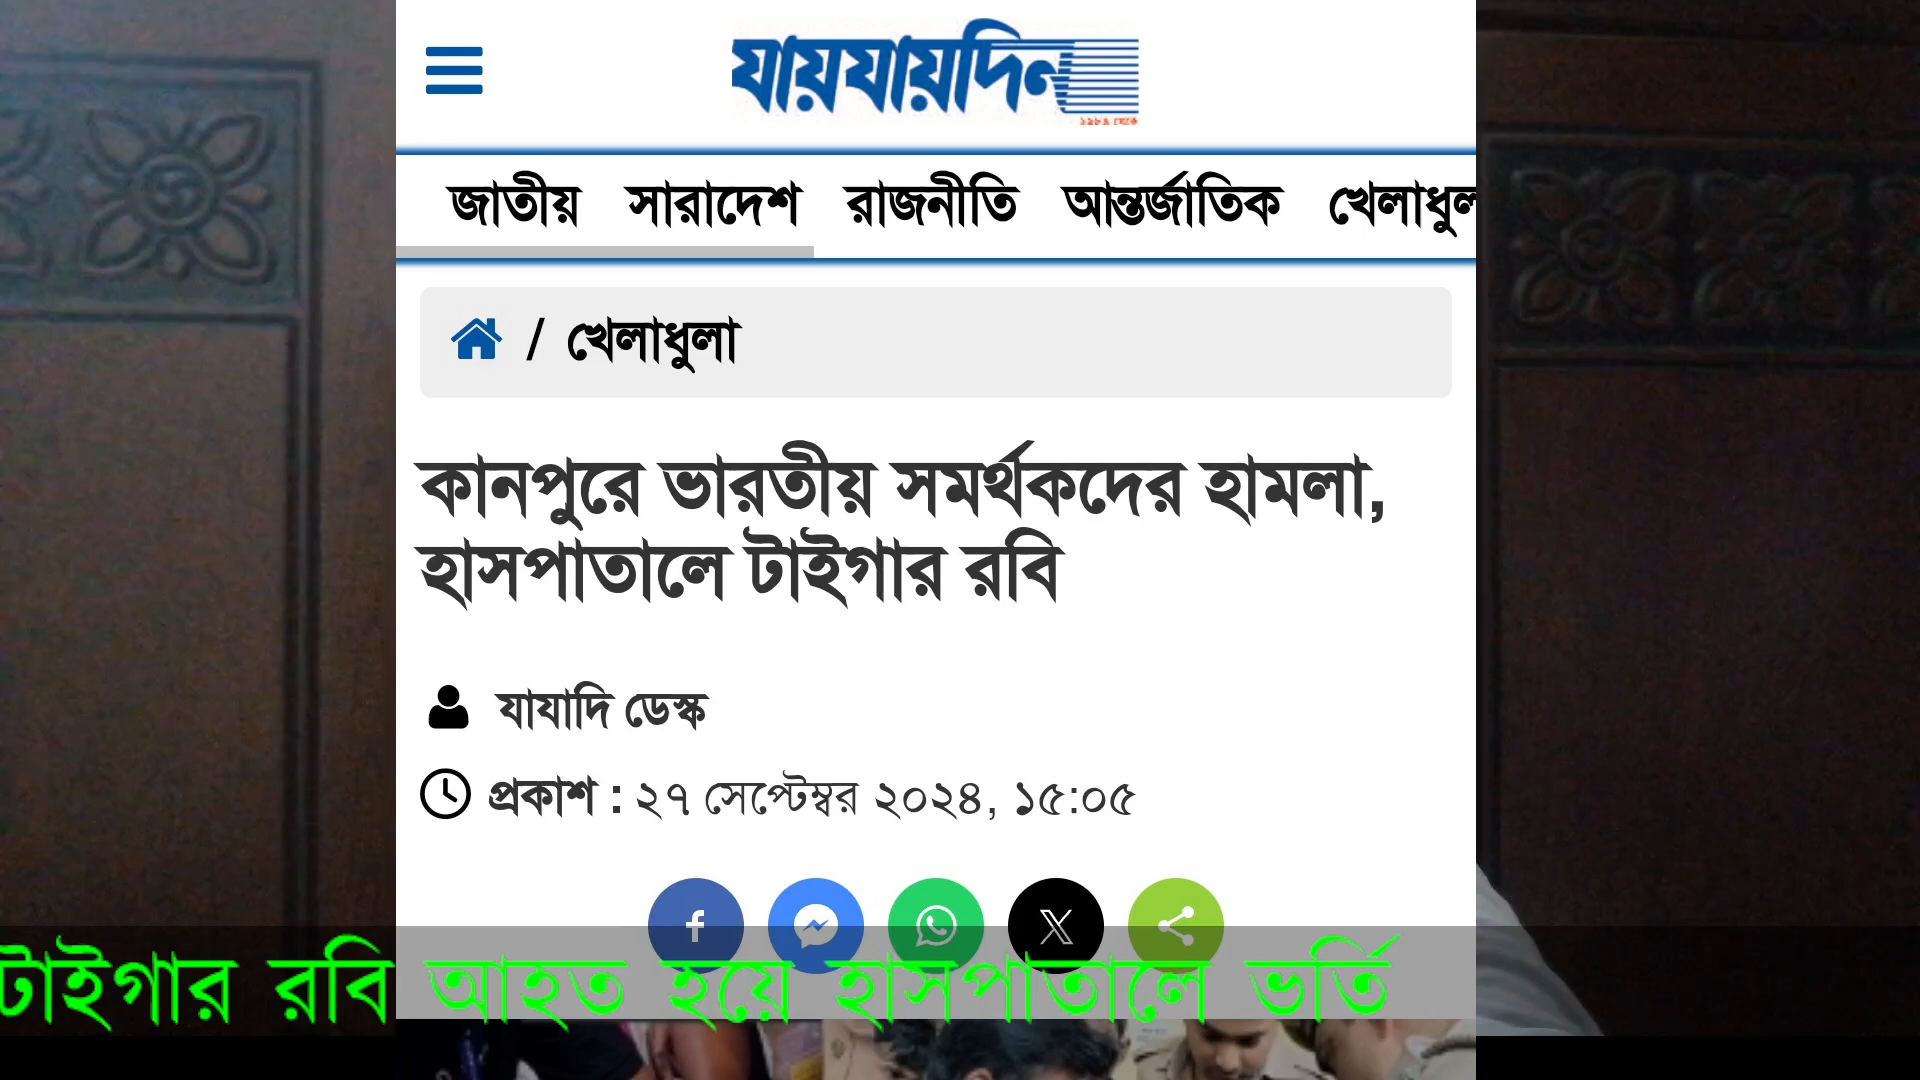 যায়যায়দিন
জাতীয় সারাদেশ রাজনীতি আন্তর্জাতিক খেলাধুল
/ খেলাধুলা
কানপুরে ভারতীয় সমর্থকদের হামলা,
হাসপাতালে টাইগার রবি
যাযাদি ডেস্ক
প্রকাশ : ২৭ সেপ্টেম্বর ২০২৪, ১৫:০৫
টাইগার রবি আহত হয়ে হাসপাতালে ভর্তি